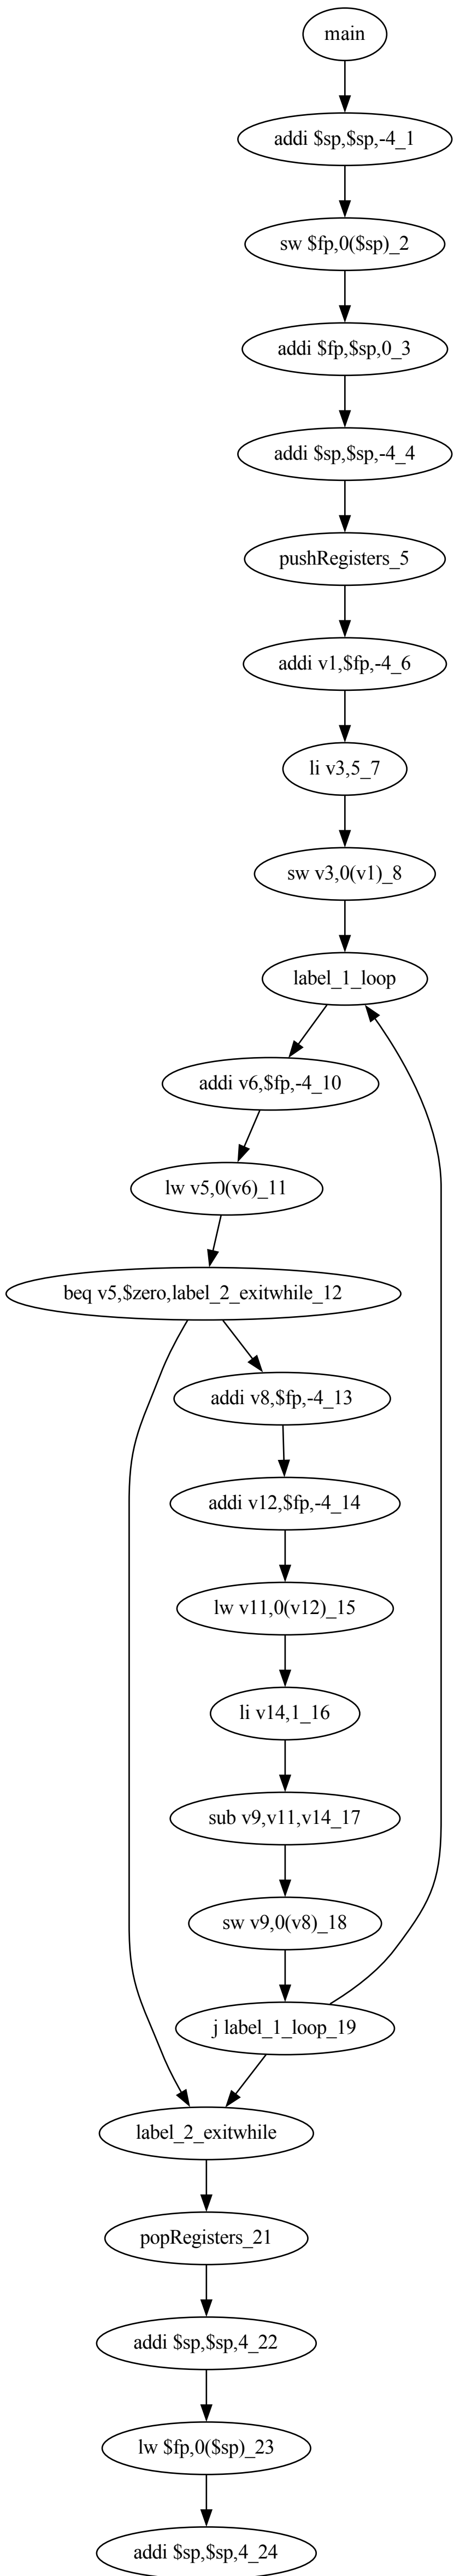 main
addi $sp,$sp,-4_1
sw $fp,0($sp)_2
addi $fp,$sp,0_3
addi $sp,$sp,-4_4
pushRegisters_5
addi v1,$fp,-4_6
li v3,5_7
sw v3,0(v1)_8
label_1_loop
addi v6,$fp,-4_10
lw v5,0(v6)_11
beq v5,$zero,label_2_exitwhile_12
addi v8,$fp,-4_13
addi v12,$fp,-4_14
lw v11,0(v12)_15
li v14,1_16
sub v9,v11,v14_17
sw v9,0(v8)_18
j label_1_loop_19
label_2_exitwhile
popRegisters_21
addi $sp,$sp,4_22
lw $fp,0($sp)_23
addi $sp,$sp,4_24